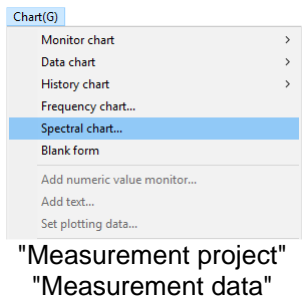 Chart(G)
Monitor chart >
Data chart >
History chart >
Frequency chart...
Spectral chart...
Blank form
Add numeric value monitor...
Add text...
Set plotting data...
"Measurement project"
"Measurement data"